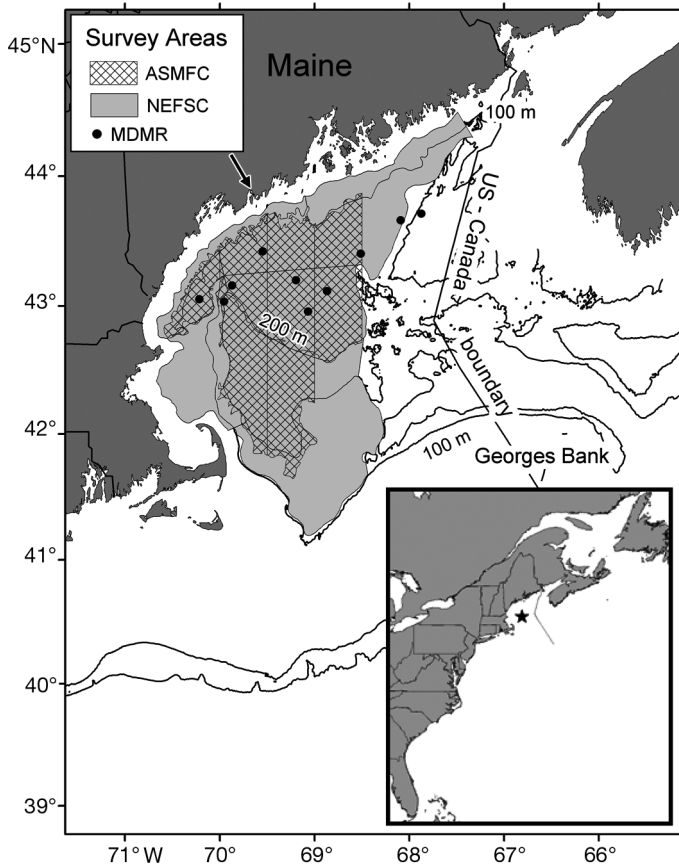 Survey Areas
ASMFC
NEFSC
MDMR
Maine
100 m
US - Canada
boundary
200 m
100 m
Georges Bank
45°N
44°
43°
42°
41°
40°
39°
71° W
70°
69°
68°
67°
66°